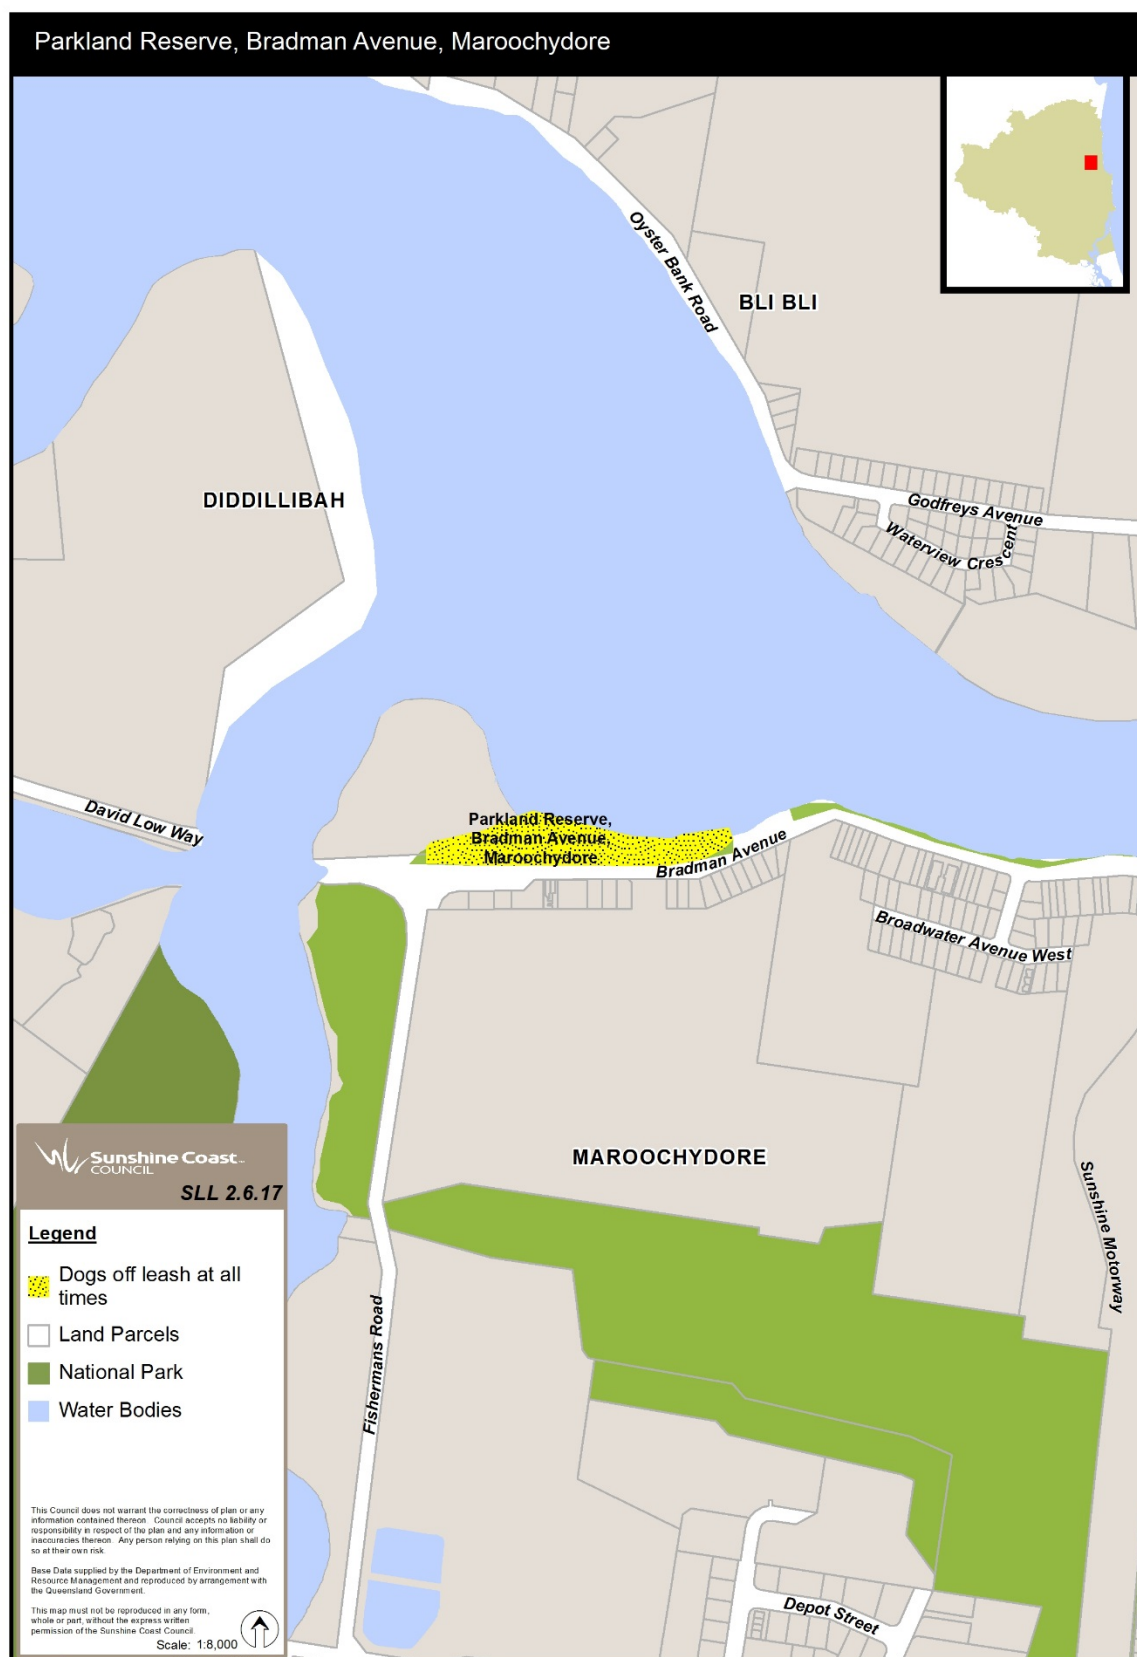 Parkland Reserve, Bradman Avenue, Maroochydore
Oyster Bank Road
BLI BLI
DIDDILLIBAH
Godfreys Avenue
Waterview Crescent
David Low Way
Parkland Reserve,
Bradman Avenue,
Maroochydore
Bradman Avenue
Broadwater Avenue West
MAROOCHYDORE
Sunshine Motorway
Fishermans Road
Depot Street
Sunshine Coast
COUNCIL
SLL 2.6.17
Legend
Dogs off leash at all
times
Land Parcels
National Park
Water Bodies
This Council does not warrant the correctness of plan or any
information contained thereon. Council accepts no liability or
responsibility in respect of the plan and any information or
inaccuracies thereon. Any person relying on this plan shall do
so at their own risk.
Base Data supplied by the Department of Environment and
Resource Management and reproduced by arrangement with
the Queensland Government.
This map must not be reproduced in any form,
whole or part, without the express written
permission of the Sunshine Coast Council.
Scale: 1:8,000